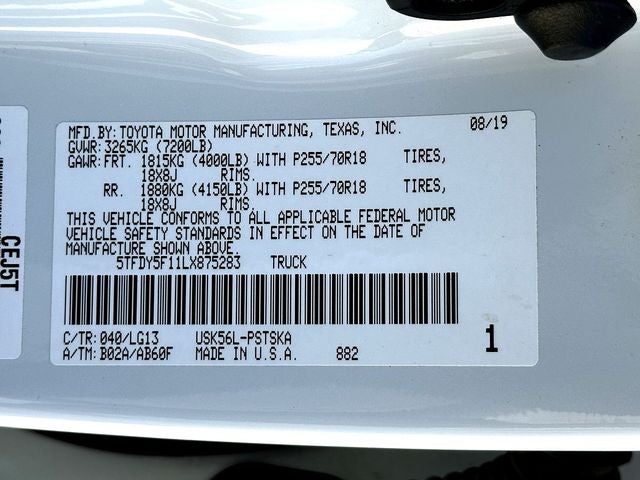 MFD.BY:TOYOTA MOTOR MANUFACTURING, TEXAS, INC. 08/19
GVWR:3265KG (7200LB)
GAWR:FRT. 1815KG (4000LB) WITH P255/70R18 TIRES,
18X8J RIMS.
RR. 1880KG (4150LB) WITH P255/70R18 TIRES,
18X8J RIMS.
THIS VEHICLE CONFORMS TO ALL APPLICABLE FEDERAL MOTOR
VEHICLE SAFETY STANDARDS IN EFFECT ON THE DATE OF
MANUFACTURE SHOWN ABOVE.
5TFDY5F11LX875283 TRUCK
C/TR:040/LG13 USK56L-PSTSKA
A/TM:B02A/AB60F MADE IN U.S.A. 882
1
CEJ5T